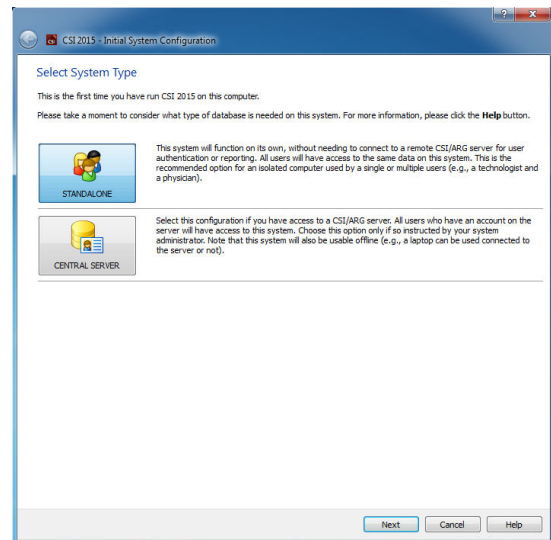 CSI 2015 - Initial System Configuration
Select System Type
This is the first time you have run CSI 2015 on this computer.
Please take a moment to consider what type of database is needed on this system. For more information, please click the Help button.
This system will function on its own, without needing to connect to a remote CSI/ARG server for user
authentication or reporting. All users will have access to the same data on this system. This is the
recommended option for an isolated computer used by a single or multiple users (e.g., a technologist and
a physician).
STANDALONE
Select this configuration if you have access to a CSI/ARG server. All users who have an account on the
server will have access to this system. Choose this option only if so instructed by your system
administrator. Note that this system will also be usable offline (e.g., a laptop can be used connected to
the server or not).
CENTRAL SERVER
Next Cancel Help